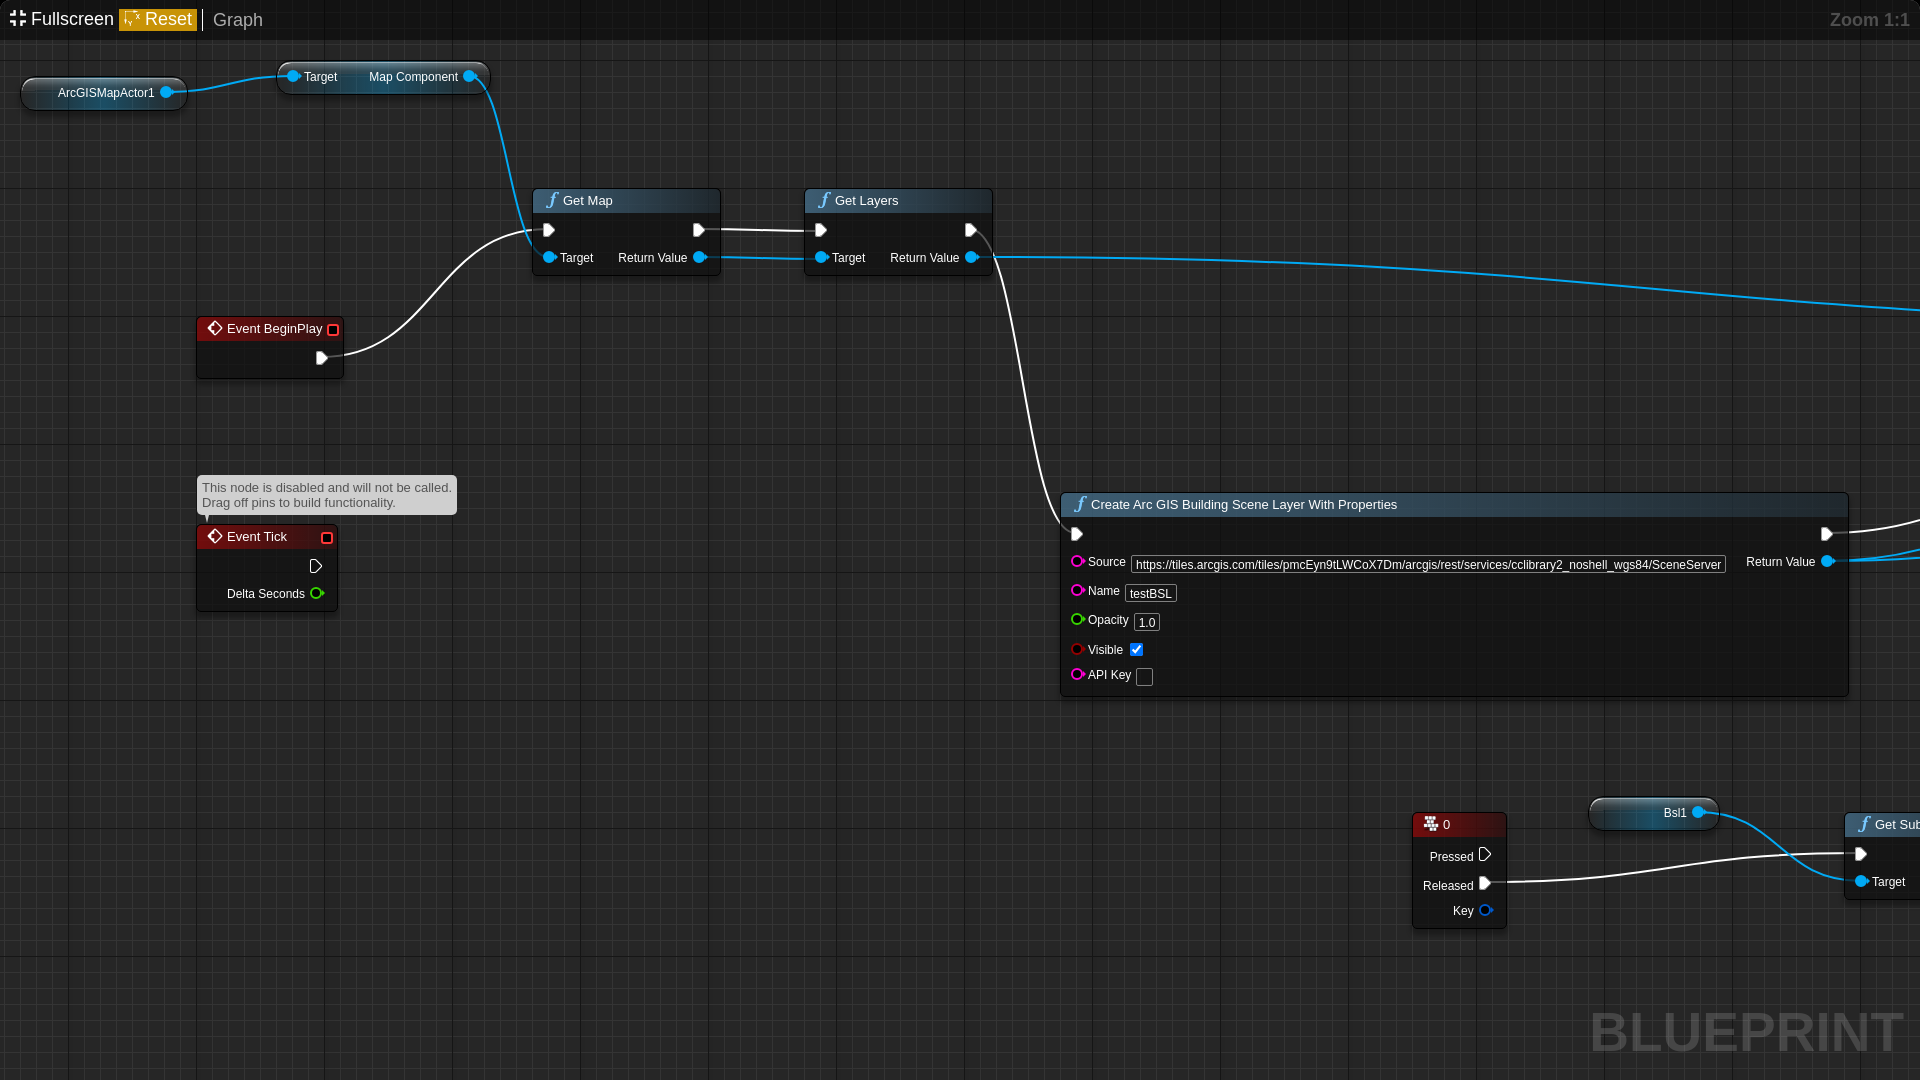 Fullscreen Reset Graph Zoom 1:1
ArcGISMapActor1
Target Map Component
Get Map
Target Return Value
Get Layers
Target Return Value
Event BeginPlay
This node is disabled and will not be called.
Drag off pins to build functionality.
Event Tick
Delta Seconds
Create Arc GIS Building Scene Layer With Properties
Source https://tiles.arcgis.com/tiles/pmcEyn9tLWCoX7Dm/arcgis/rest/services/cclibrary2_noshell_wgs84/SceneServer Return Value
Name testBSL
Opacity 1.0
Visible
API Key
0
Pressed
Released
Key
Bsl1
Get Sub
Target
BLUEPRINT